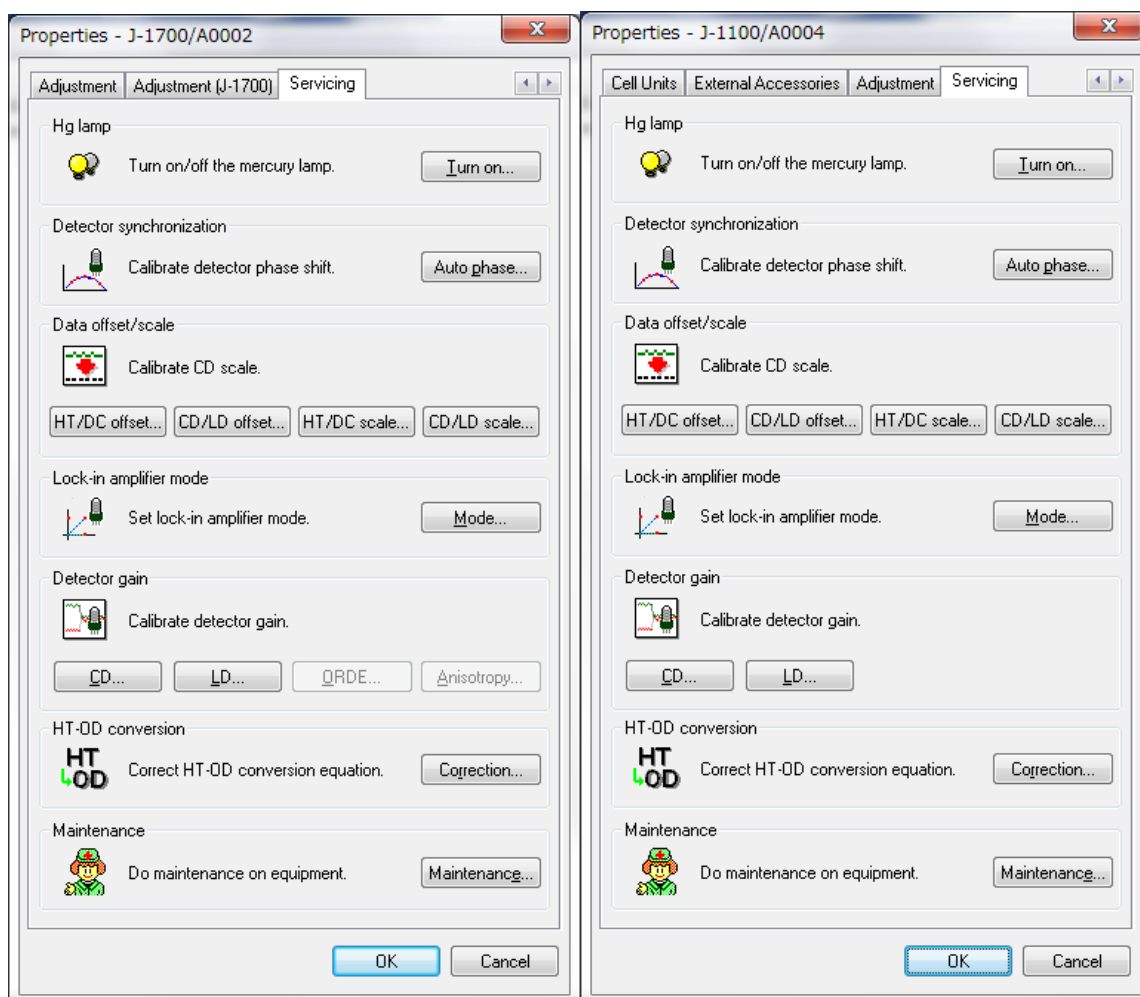 Properties - J-1700/A0002
Adjustment Adjustment (J-1700) Servicing
Hg lamp
Turn on/off the mercury lamp. Turn on...
Detector synchronization
Calibrate detector phase shift. Auto phase...
Data offset/scale
Calibrate CD scale.
HT/DC offset... CD/LD offset... HT/DC scale... CD/LD scale...
Lock-in amplifier mode
Set lock-in amplifier mode. Mode...
Detector gain
Calibrate detector gain.
CD... LD... ORDE... Anisotropy...
HT-OD conversion
HT
OD
Correct HT-OD conversion equation. Correction...
Maintenance
Do maintenance on equipment. Maintenance...
OK Cancel
Properties - J-1100/A0004
Cell Units External Accessories Adjustment Servicing
Hg lamp
Turn on/off the mercury lamp. Turn on...
Detector synchronization
Calibrate detector phase shift. Auto phase...
Data offset/scale
Calibrate CD scale.
HT/DC offset... CD/LD offset... HT/DC scale... CD/LD scale...
Lock-in amplifier mode
Set lock-in amplifier mode. Mode...
Detector gain
Calibrate detector gain.
CD... LD...
HT-OD conversion
HT
OD
Correct HT-OD conversion equation. Correction...
Maintenance
Do maintenance on equipment. Maintenance...
OK Cancel